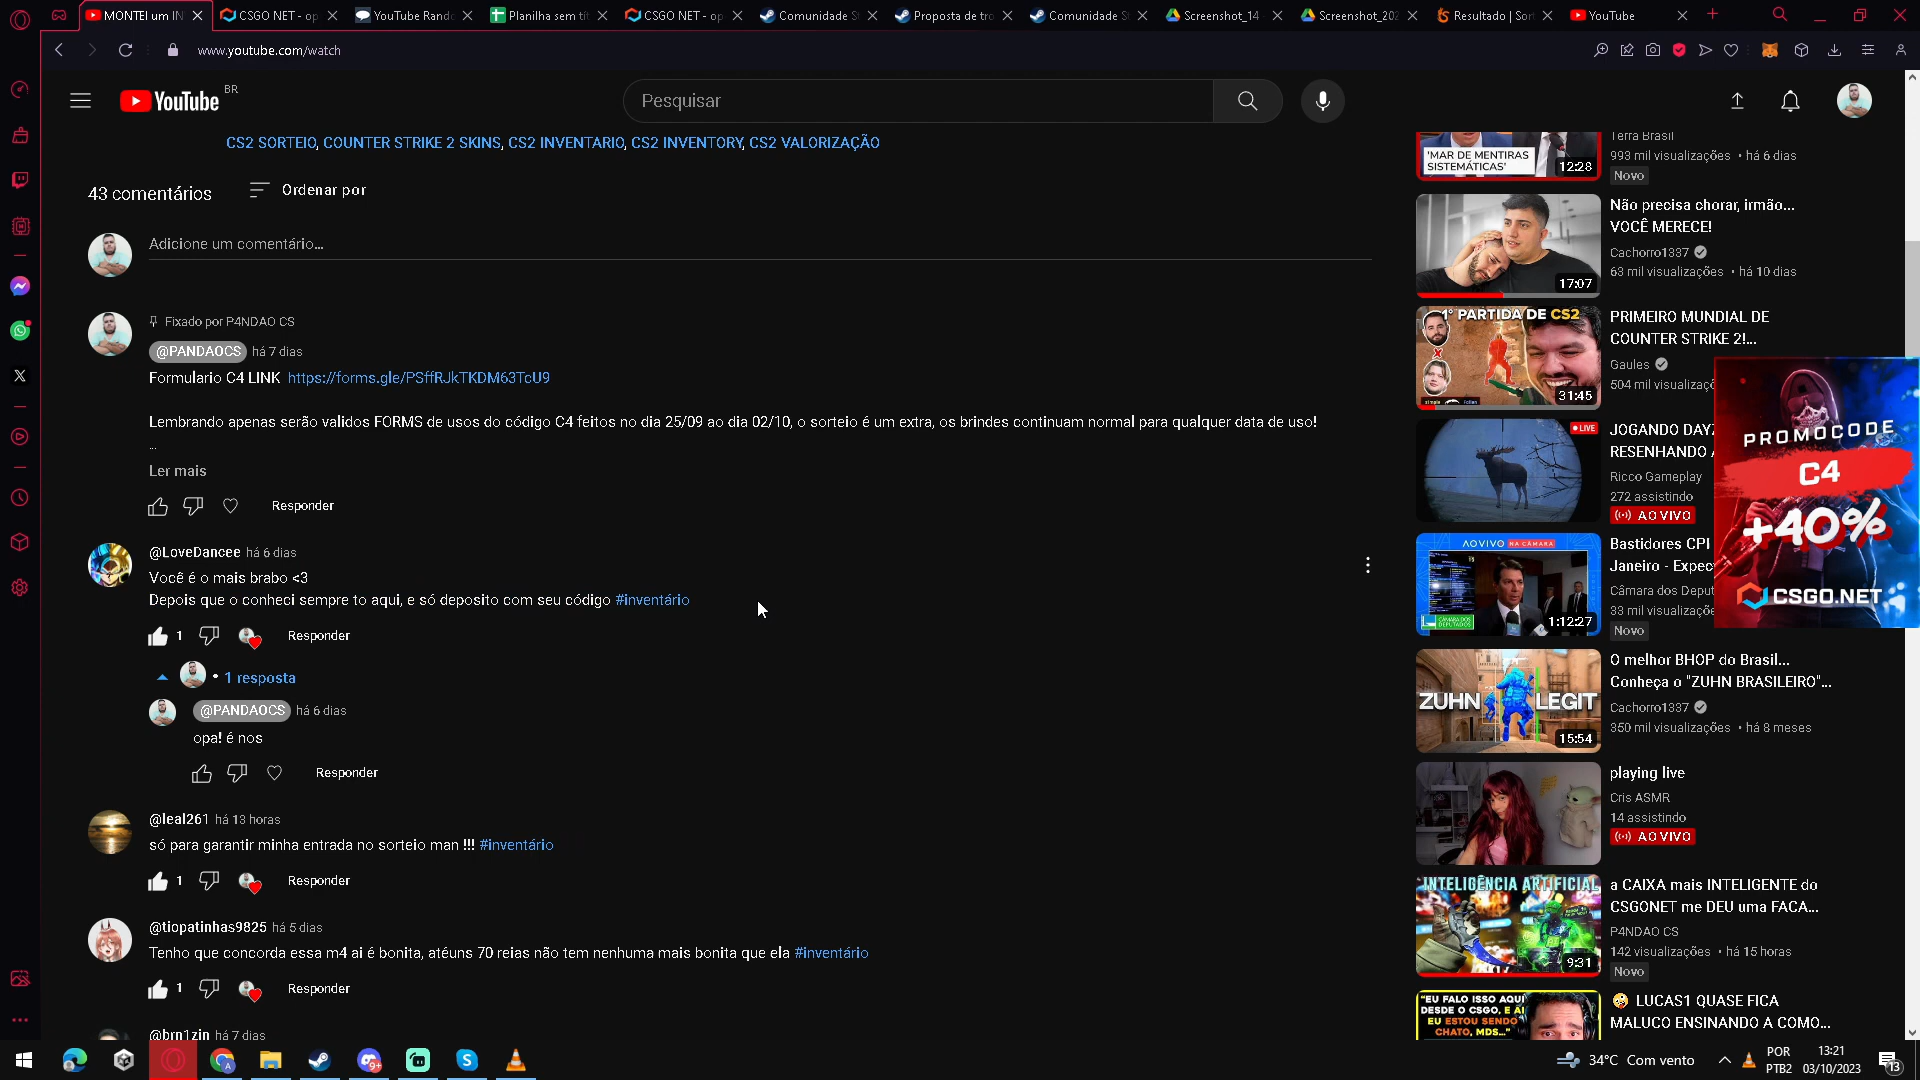 MONTEI um IN
CSGO NET - op
YouTube Rand
Planilha sem tít
CSGO NET - op
Comunidade S
Proposta de tro
Comunidade S
Screenshot_14
Screenshot_202
Resultado | Sor
YouTube
www.youtube.com/watch
YouTube BR
Pesquisar
CS2 SORTEIO, COUNTER STRIKE 2 SKINS, CS2 INVENTARIO, CS2 INVENTORY, CS2 VALORIZAÇÃO
43 comentários
Ordenar por
Adicione um comentário...
Fixado por P4NDAO CS
@PANDAOCS há 7 dias
Formulario C4 LINK https://forms.gle/PSffRJkTKDM63TcU9
Lembrando apenas serão validos FORMS de usos do código C4 feitos no dia 25/09 ao dia 02/10, o sorteio é um extra, os brindes continuam normal para qualquer data de uso!
...
Ler mais
Responder
@LoveDancee há 6 dias
Você é o mais brabo <3
Depois que o conheci sempre to aqui, e só deposito com seu código #inventário
1 Responder
• 1 resposta
@PANDAOCS há 6 dias
opa! é nos
Responder
@leal261 há 13 horas
só para garantir minha entrada no sorteio man !!! #inventário
1 Responder
@tiopatinhas9825 há 5 dias
Tenho que concorda essa m4 ai é bonita, atéuns 70 reias não tem nenhuma mais bonita que ela #inventário
1 Responder
@brn1zin há 7 dias
'MAR DE MENTIRAS
SISTEMÁTICAS'
12:28
Terra Brasil
993 mil visualizações • há 6 dias
Novo
17:07
Não precisa chorar, irmão...
VOCÊ MERECE!
Cachorro1337
63 mil visualizações • há 10 dias
1° PARTIDA DE CS2
X
31:45
PRIMEIRO MUNDIAL DE
COUNTER STRIKE 2!...
Gaules
504 mil visualizaçõ
LIVE
JOGANDO DAYZ
RESENHANDO
Ricco Gameplay
272 assistindo
AO VIVO
AO VIVO NA CÂMARA
CÂMARA DOS
DEPUTADOS
1:12:27
Bastidores CPI
Janeiro - Expec
Câmara dos Deput
33 mil visualizaçõe
Novo
PROMOCODE
C4
+40%
CSGO.NET
ZUHN LEGIT
15:54
O melhor BHOP do Brasil...
Conheça o "ZUHN BRASILEIRO"...
Cachorro1337
350 mil visualizações • há 8 meses
playing live
Cris ASMR
14 assistindo
AO VIVO
INTELIGÊNCIA ARTIFICIAL
9:31
a CAIXA mais INTELIGENTE do
CSGONET me DEU uma FACA...
P4NDAO CS
142 visualizações • há 15 horas
Novo
"EU FALO ISSO AQUI
DESDE O CSGO, E AI
EU ESTOU SENDO
CHATO, MDS..."
LUCAS1 QUASE FICA
MALUCO ENSINANDO A COMO...
9+
34°C Com vento
POR
PTB2
13:21
03/10/2023
13